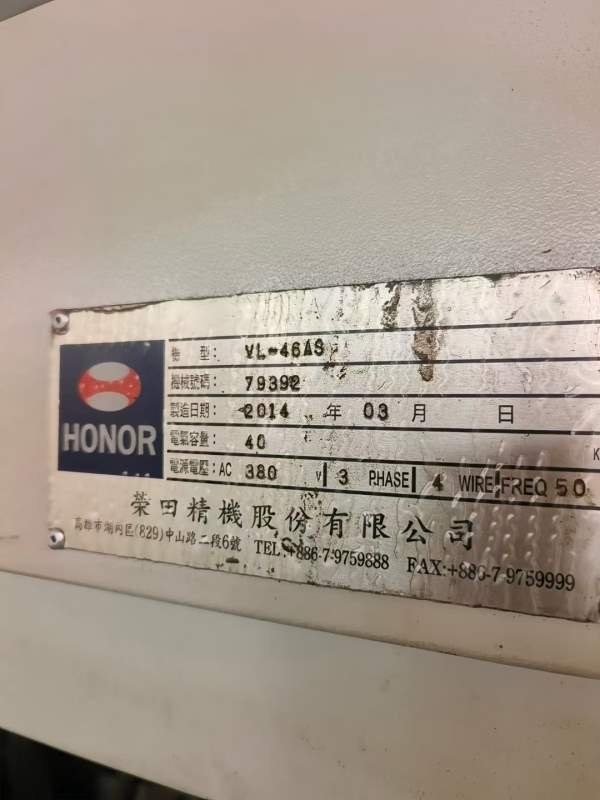 HONOR
機 型: VL-46AS
機械號碼: 79392
製造日期: 2014 年 03 月 日
電氣容量: 40 K
電源電壓: AC 380 V 3 PHASE 4 WIRE FREQ 50
榮田精機股份有限公司
高雄市湖內區(829)中山路二段6號 TEL:+886-7-9759888 FAX:+886-7-9759999